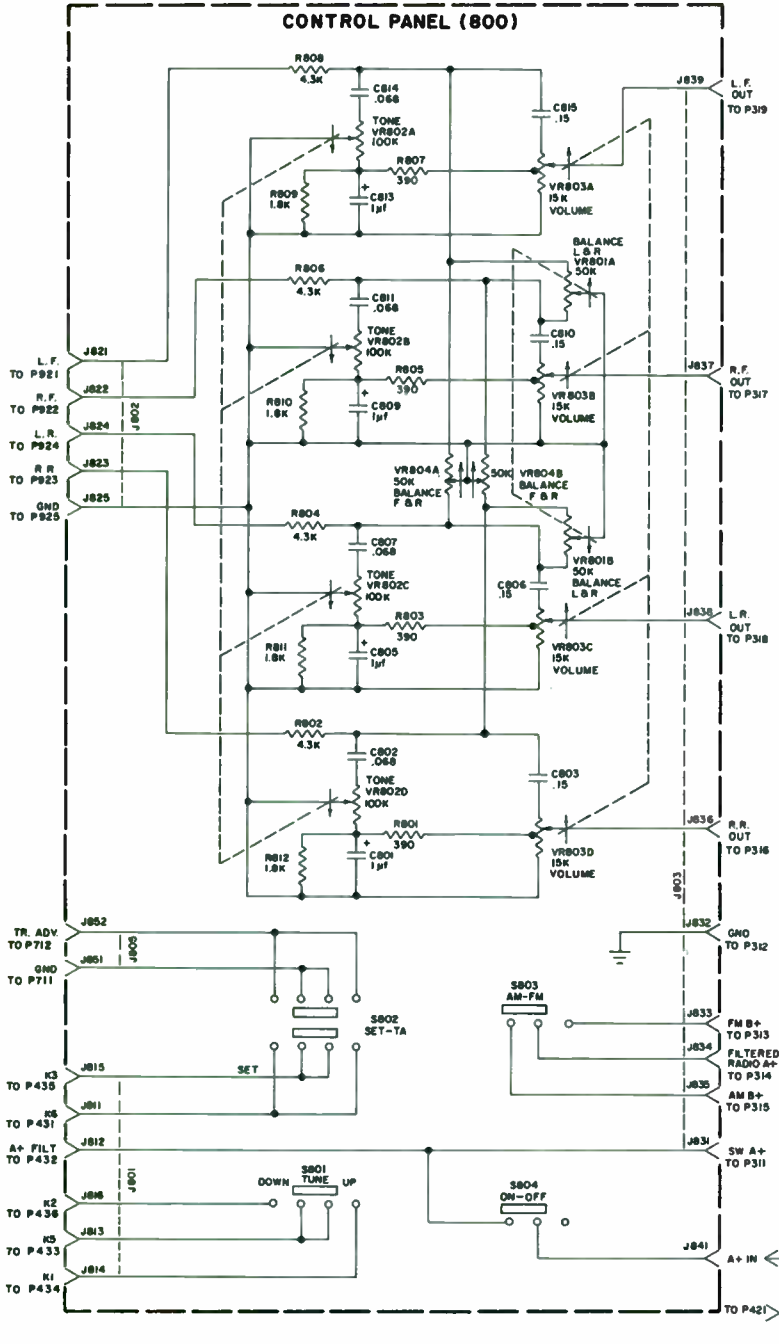 CONTROL PANEL (800)
R808
4.3K
C814
.068
TONE
VR802A
100K
C815
.15
J839
L.F.
OUT
TO P319
R807
390
R809
1.8K
C813
1µf
+
VR803A
15K
VOLUME
BALANCE
L & R
VR801A
50K
R806
4.3K
C811
.068
TONE
VR802B
100K
C810
.15
J821
L.F.
TO P921
J822
R.F.
TO P922
J802
J824
L.R.
TO P924
J823
R R
TO P923
J825
GND
TO P925
R805
390
R810
1.8K
+
C809
1µf
VR803B
15K
VOLUME
J837
R.F.
OUT
TO P317
VR804A
50K
BALANCE
F & R
50K
VR804B
BALANCE
F & R
R804
4.3K
C807
.068
TONE
VR802C
100K
C806
.15
VR801B
50K
BALANCE
L & R
R803
390
R811
1.8K
+
C805
1µf
VR803C
15K
VOLUME
J838
L.R.
OUT
TO P318
R802
4.3K
C802
.068
TONE
VR802D
100K
C803
.15
R801
390
R812
1.8K
+
C801
1µf
VR803D
15K
VOLUME
J836
R.R.
OUT
TO P316
J803
J852
TR. ADV.
TO P712
J805
J851
GND
TO P711
J832
GND
TO P312
S802
SET-TA
SET
S803
AM-FM
J833
FM B+
TO P313
J834
FILTERED
RADIO A+
TO P314
J835
AM B+
TO P315
J815
K3
TO P435
J811
K6
TO P431
J812
A+ FILT
TO P432
J801
J831
SW A+
TO P311
S801
TUNE
DOWN
UP
J816
K2
TO P436
J813
K5
TO P433
J814
K1
TO P434
S804
ON-OFF
J841
A+ IN
TO P421